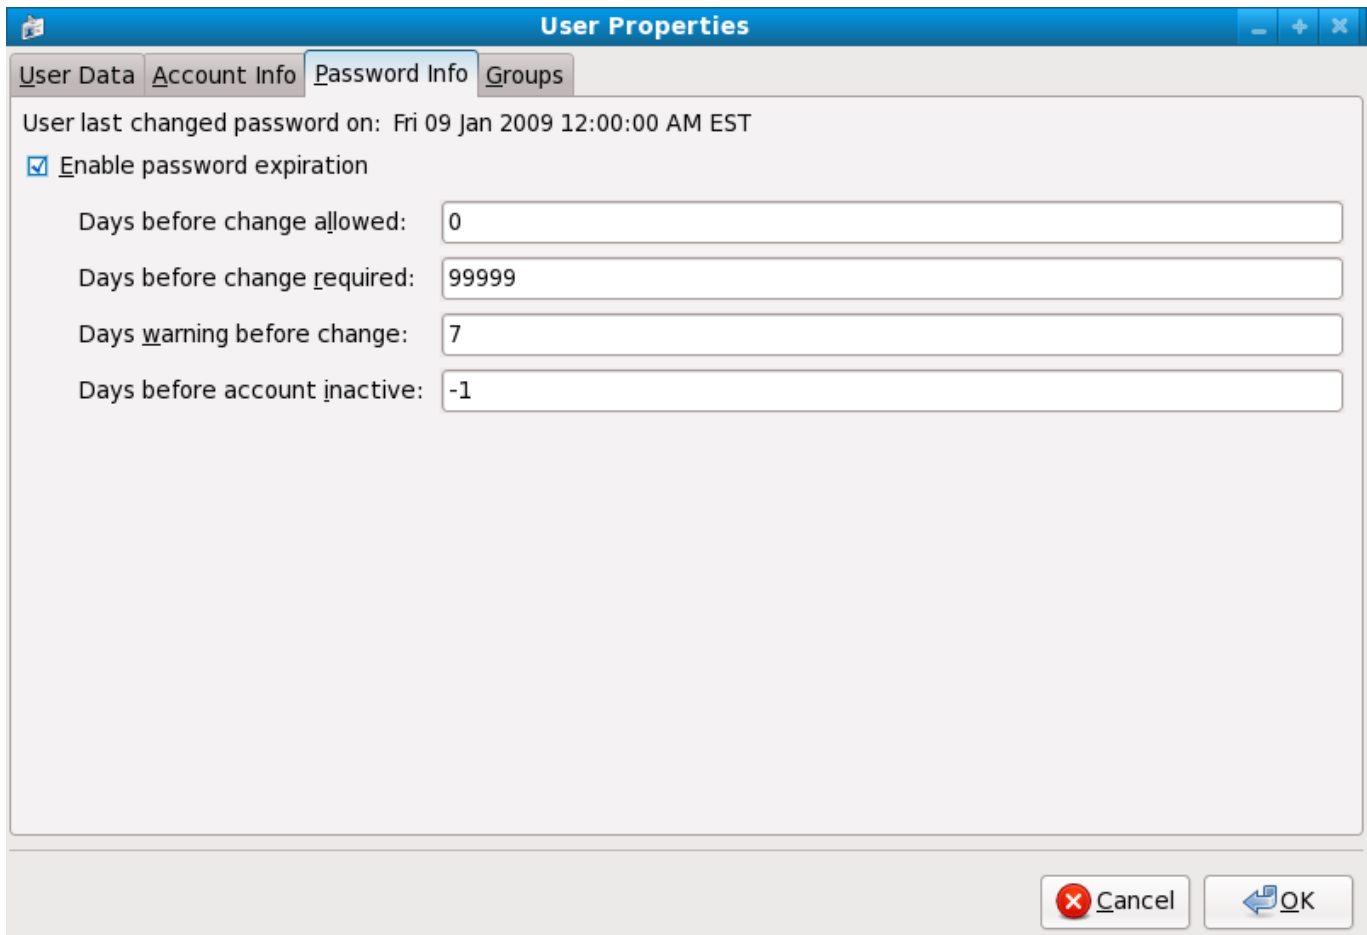 User Properties
User Data Account Info Password Info Groups
User last changed password on: Fri 09 Jan 2009 12:00:00 AM EST
Enable password expiration
Days before change allowed: 0
Days before change required: 99999
Days warning before change: 7
Days before account inactive: -1
Cancel OK